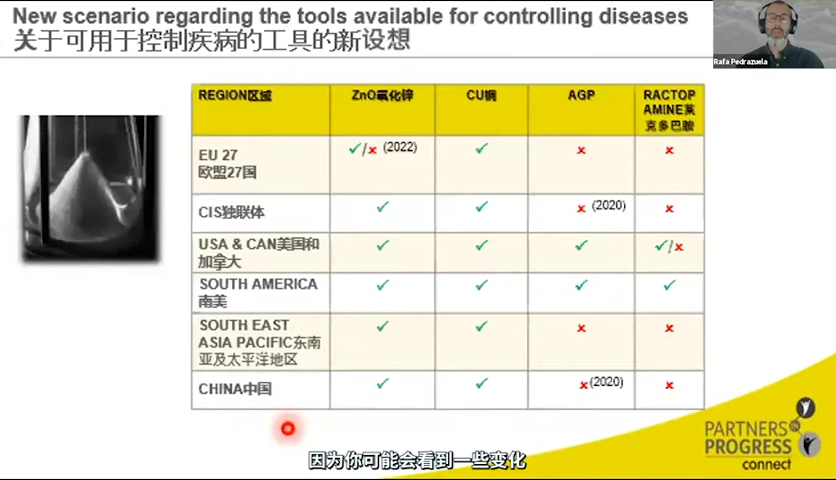 New scenario regarding the tools available for controlling diseases
关于可用于控制疾病的工具的新设想
Rafa Pedrazuela
REGION区域 ZnO氧化锌 CU铜 AGP RACTOP
AMINE莱
克多巴胺
EU 27
欧盟27国 ✓/x (2022) ✓ x x
CIS独联体 ✓ ✓ x (2020) x
USA & CAN美国和
加拿大 ✓ ✓ ✓ ✓/x
SOUTH AMERICA
南美 ✓ ✓ ✓ ✓
SOUTH EAST
ASIA PACIFIC东南
亚及太平洋地区 ✓ ✓ x x
CHINA中国 ✓ ✓ x(2020) x
PARTNERS IN
PROGRESS
connect
因为你可能会看到一些变化